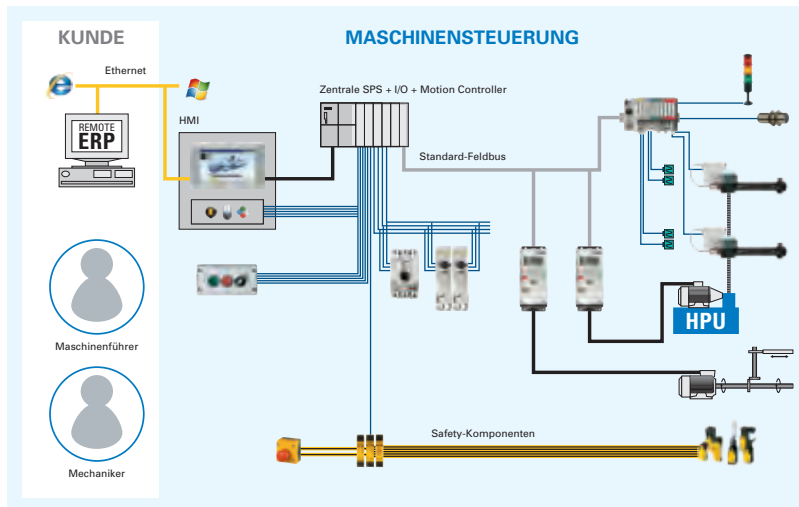 KUNDE
MASCHINENSTEUERUNG
Ethernet
Zentrale SPS + I/O + Motion Controller
HMI
REMOTE
ERP
Standard-Feldbus
HPU
Maschinenführer
Safety-Komponenten
Mechaniker